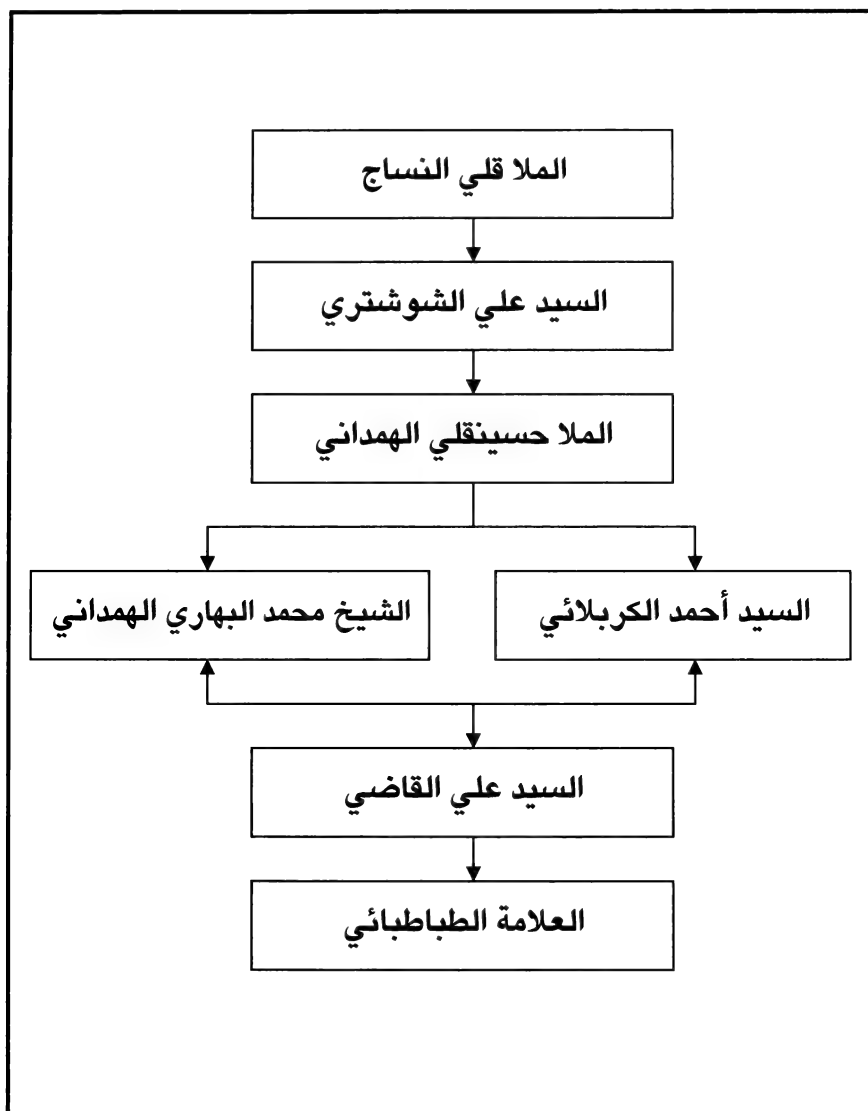 الملا قلي النساج
السيد علي الشوشتري
الملا حسينقلي الهمداني
السيد أحمد الكربلائي
الشيخ محمد البهاري الهمداني
السيد علي القاضي
العلامة الطباطبائي